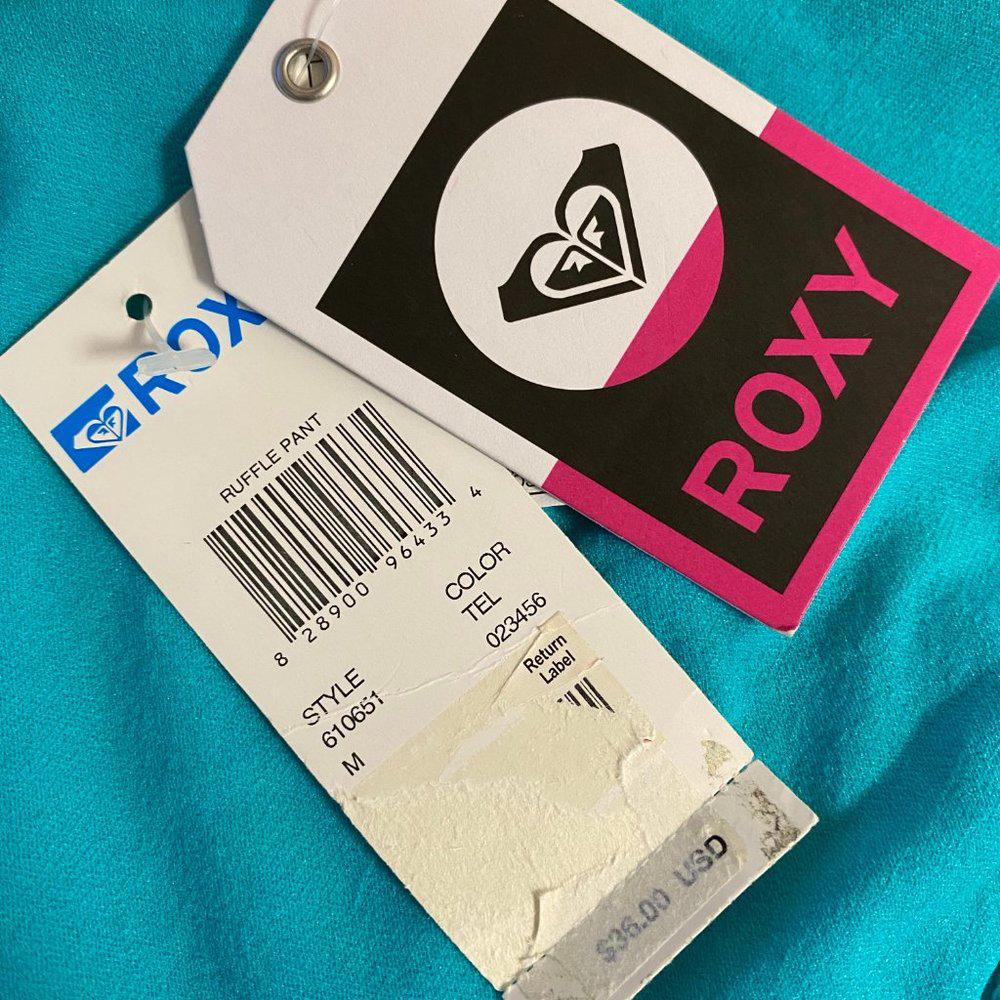 ROXY
ROX
RUFFLE PANT
8 28900 96433 4
COLOR
TEL
023456
STYLE
610651
M
Return
Label
$36.00 USD